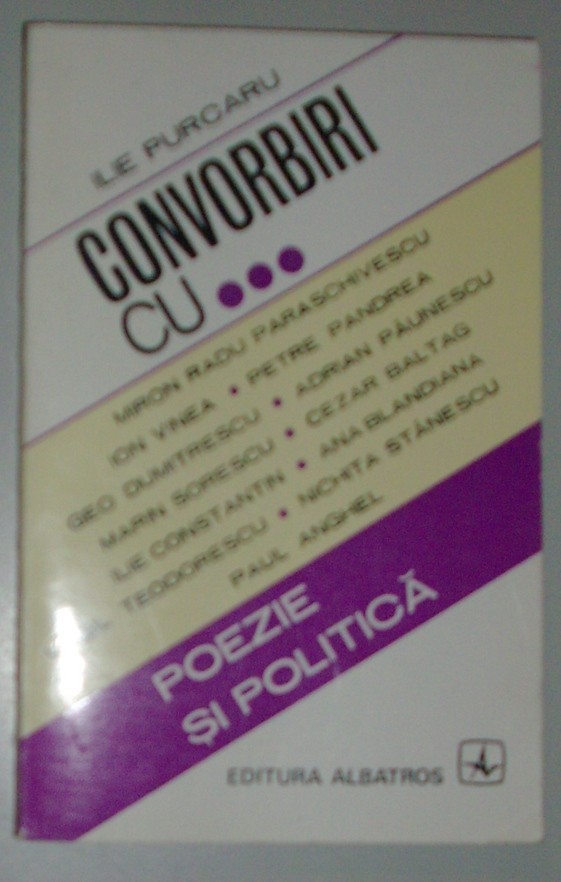 ILIE PURCARU
CONVORBIRI
CU...
MIRON RADU PARASCHIVESCU
ION VINEA • PETRE PANDREA
GEO DUMITRESCU • ADRIAN PĂUNESCU
MARIN SORESCU • CEZAR BALTAG
ILIE CONSTANTIN • ANA BLANDIANA
TEODORESCU • NICHITA STĂNESCU
PAUL ANGHEL
POEZIE
ȘI POLITICĂ
EDITURA ALBATROS